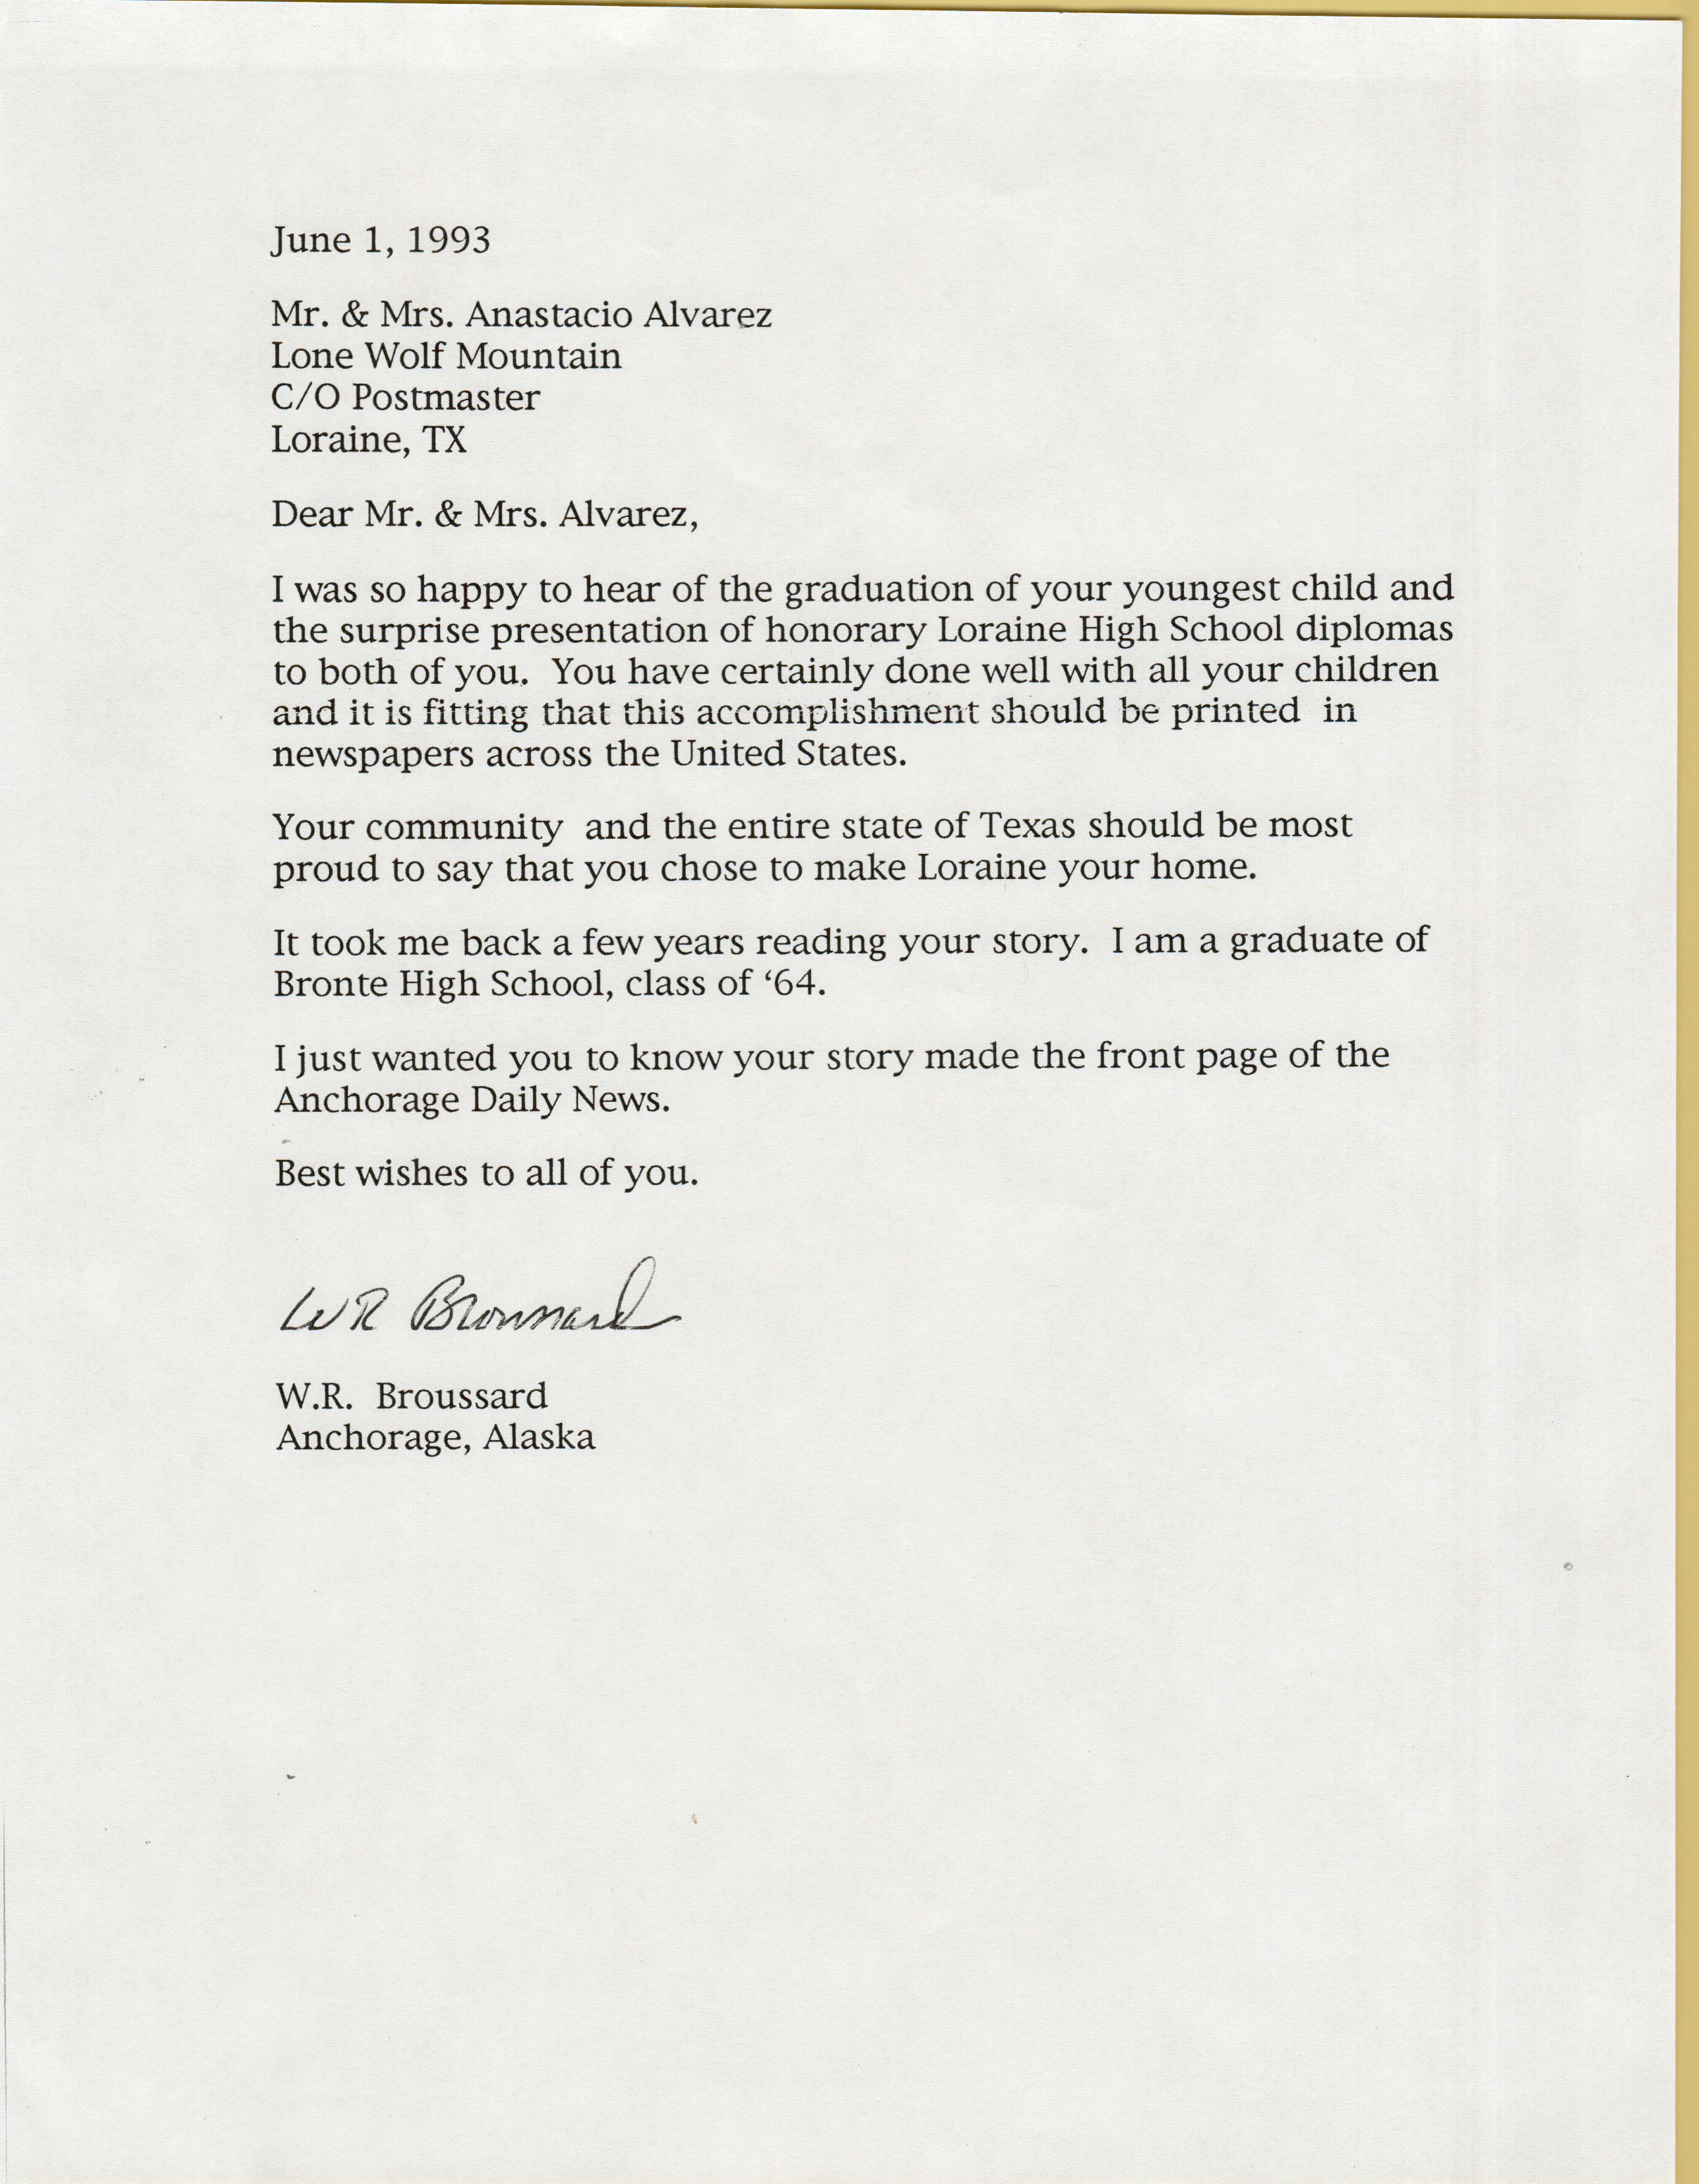 June 1, 1993
Mr. & Mrs. Anastacio Alvarez
Lone Wolf Mountain
C/O Postmaster
Loraine, TX
Dear Mr. & Mrs. Alvarez,
I was so happy to hear of the graduation of your youngest child and
the surprise presentation of honorary Loraine High School diplomas
to both of you.  You have certainly done well with all your children
and it is fitting that this accomplishment should be printed  in
newspapers across the United States.
Your community  and the entire state of Texas should be most
proud to say that you chose to make Loraine your home.
It took me back a few years reading your story.  I am a graduate of
Bronte High School, class of ‘64.
I just wanted you to know your story made the front page of the
Anchorage Daily News.
Best wishes to all of you.
WR Broussard
W.R.  Broussard
Anchorage, Alaska